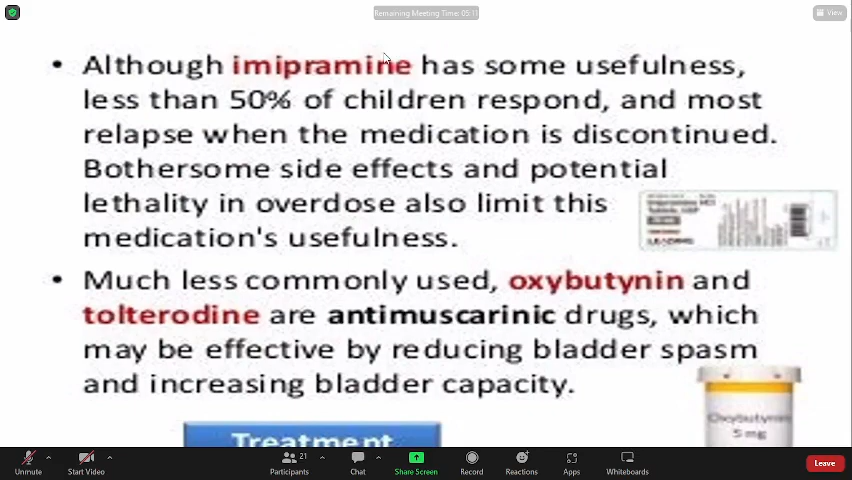 Remaining Meeting Time: 05:11
View
• Although imipramine has some usefulness,
less than 50% of children respond, and most
relapse when the medication is discontinued.
Bothersome side effects and potential
lethality in overdose also limit this
medication's usefulness.
• Much less commonly used, oxybutynin and
tolterodine are antimuscarinic drugs, which
may be effective by reducing bladder spasm
and increasing bladder capacity.
Oxybutynin
5 mg
Treatment
Unmute
Start Video
Participants
21
Chat
Share Screen
Record
Reactions
Apps
Whiteboards
Leave